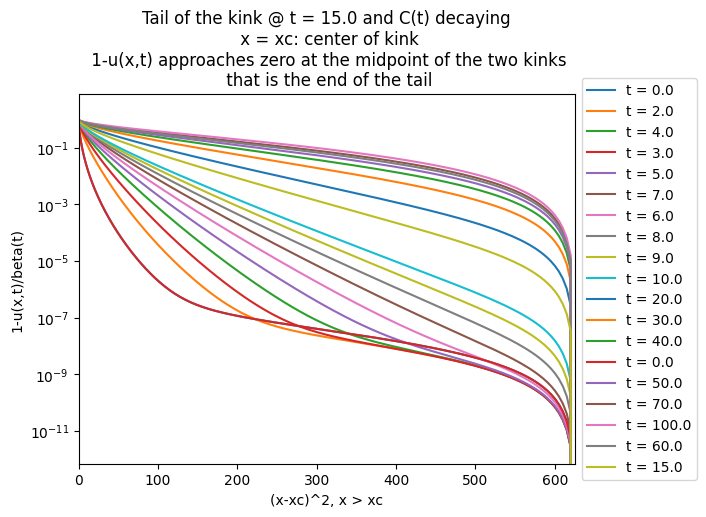 Tail of the kink @ t = 15.0 and C(t) decaying
x = xc: center of kink
1-u(x,t) approaches zero at the midpoint of the two kinks
that is the end of the tail
1-u(x,t)/beta(t)
10^-1
10^-3
10^-5
10^-7
10^-9
10^-11
0 100 200 300 400 500 600
(x-xc)^2, x > xc
t = 0.0
t = 2.0
t = 4.0
t = 3.0
t = 5.0
t = 7.0
t = 6.0
t = 8.0
t = 9.0
t = 10.0
t = 20.0
t = 30.0
t = 40.0
t = 0.0
t = 50.0
t = 70.0
t = 100.0
t = 60.0
t = 15.0